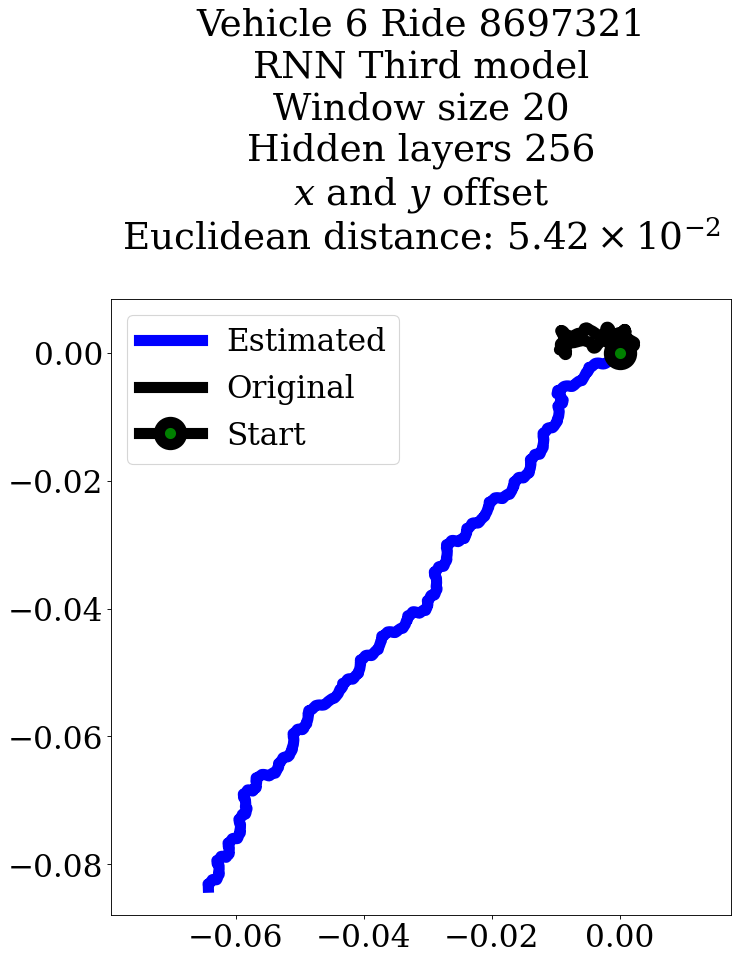 Vehicle 6 Ride 8697321
RNN Third model
Window size 20
Hidden layers 256
x and y offset
Euclidean distance: 5.42 × 10⁻²
Estimated
Original
Start
0.00
−0.02
−0.04
−0.06
−0.08
−0.06 −0.04 −0.02 0.00